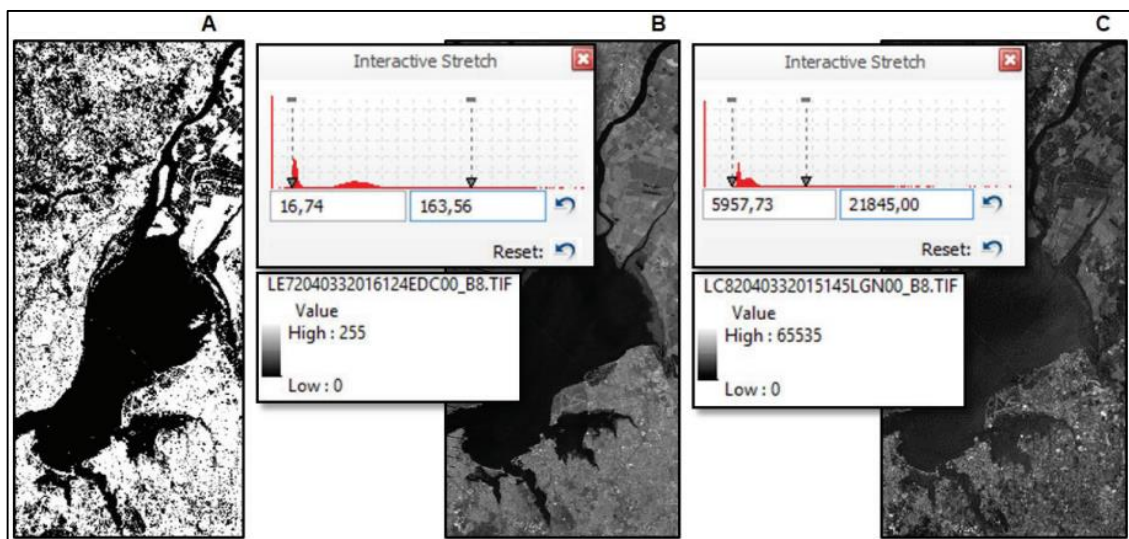 A
B
C
Interactive Stretch
16,74 163,56
Reset:
LE72040332016124EDC00_B8.TIF
Value
High : 255
Low : 0
Interactive Stretch
5957,73 21845,00
Reset:
LC82040332015145LGN00_B8.TIF
Value
High : 65535
Low : 0